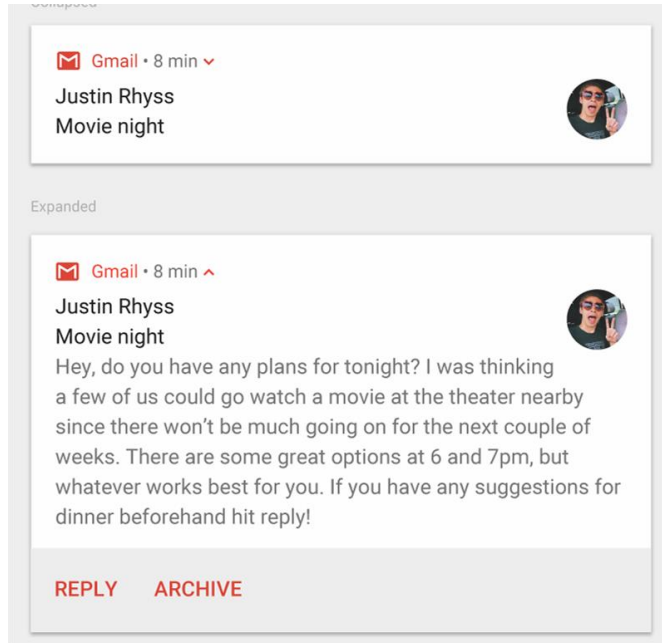 Collapsed
Gmail • 8 min
Justin Rhyss
Movie night
Expanded
Gmail • 8 min
Justin Rhyss
Movie night
Hey, do you have any plans for tonight? I was thinking
a few of us could go watch a movie at the theater nearby
since there won’t be much going on for the next couple of
weeks. There are some great options at 6 and 7pm, but
whatever works best for you. If you have any suggestions for
dinner beforehand hit reply!
REPLY ARCHIVE